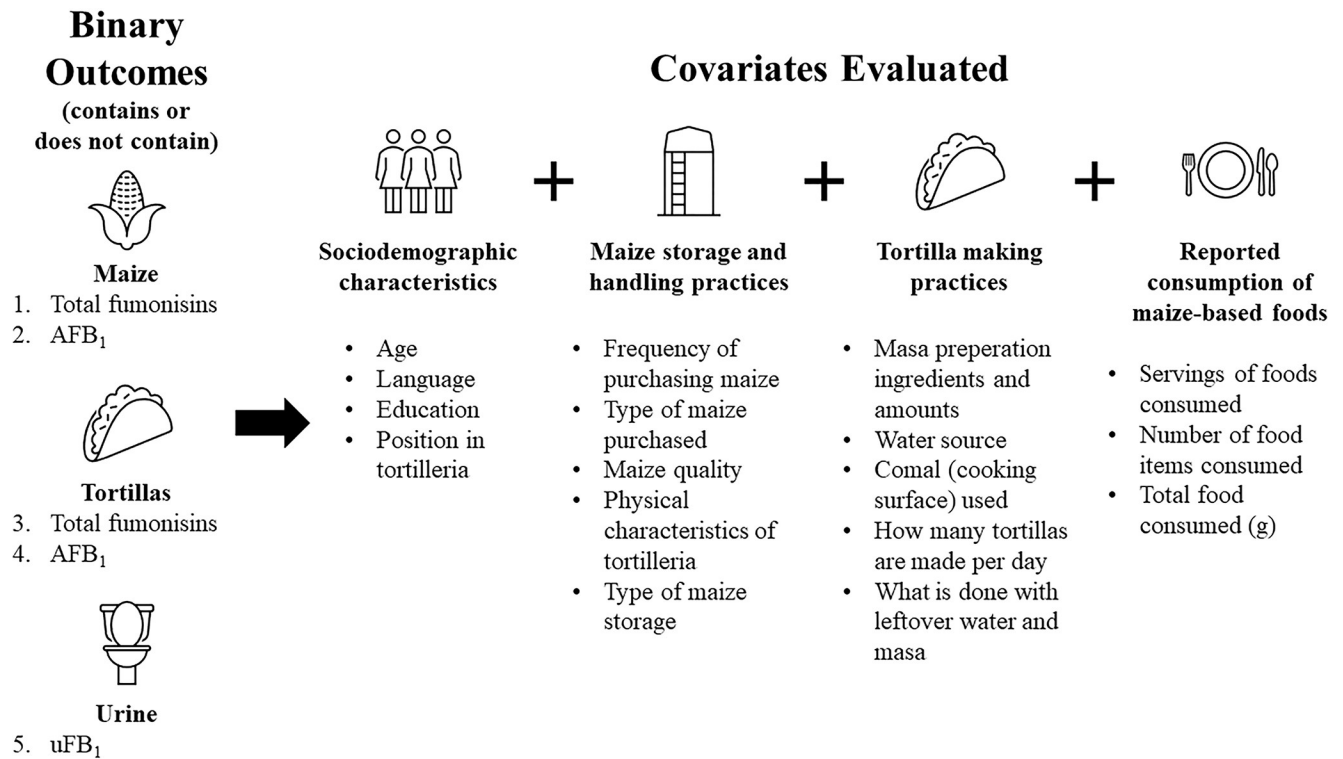 Binary
Outcomes
(contains or
does not contain)
Maize
1. Total fumonisins
2. AFB₁
Tortillas
3. Total fumonisins
4. AFB₁
Urine
5. uFB₁
Covariates Evaluated
Sociodemographic
characteristics
• Age
• Language
• Education
• Position in
tortilleria
+
Maize storage and
handling practices
• Frequency of
purchasing maize
• Type of maize
purchased
• Maize quality
• Physical
characteristics of
tortilleria
• Type of maize
storage
+
Tortilla making
practices
• Masa preperation
ingredients and
amounts
• Water source
• Comal (cooking
surface) used
• How many tortillas
are made per day
• What is done with
leftover water and
masa
+
Reported
consumption of
maize-based foods
• Servings of foods
consumed
• Number of food
items consumed
• Total food
consumed (g)